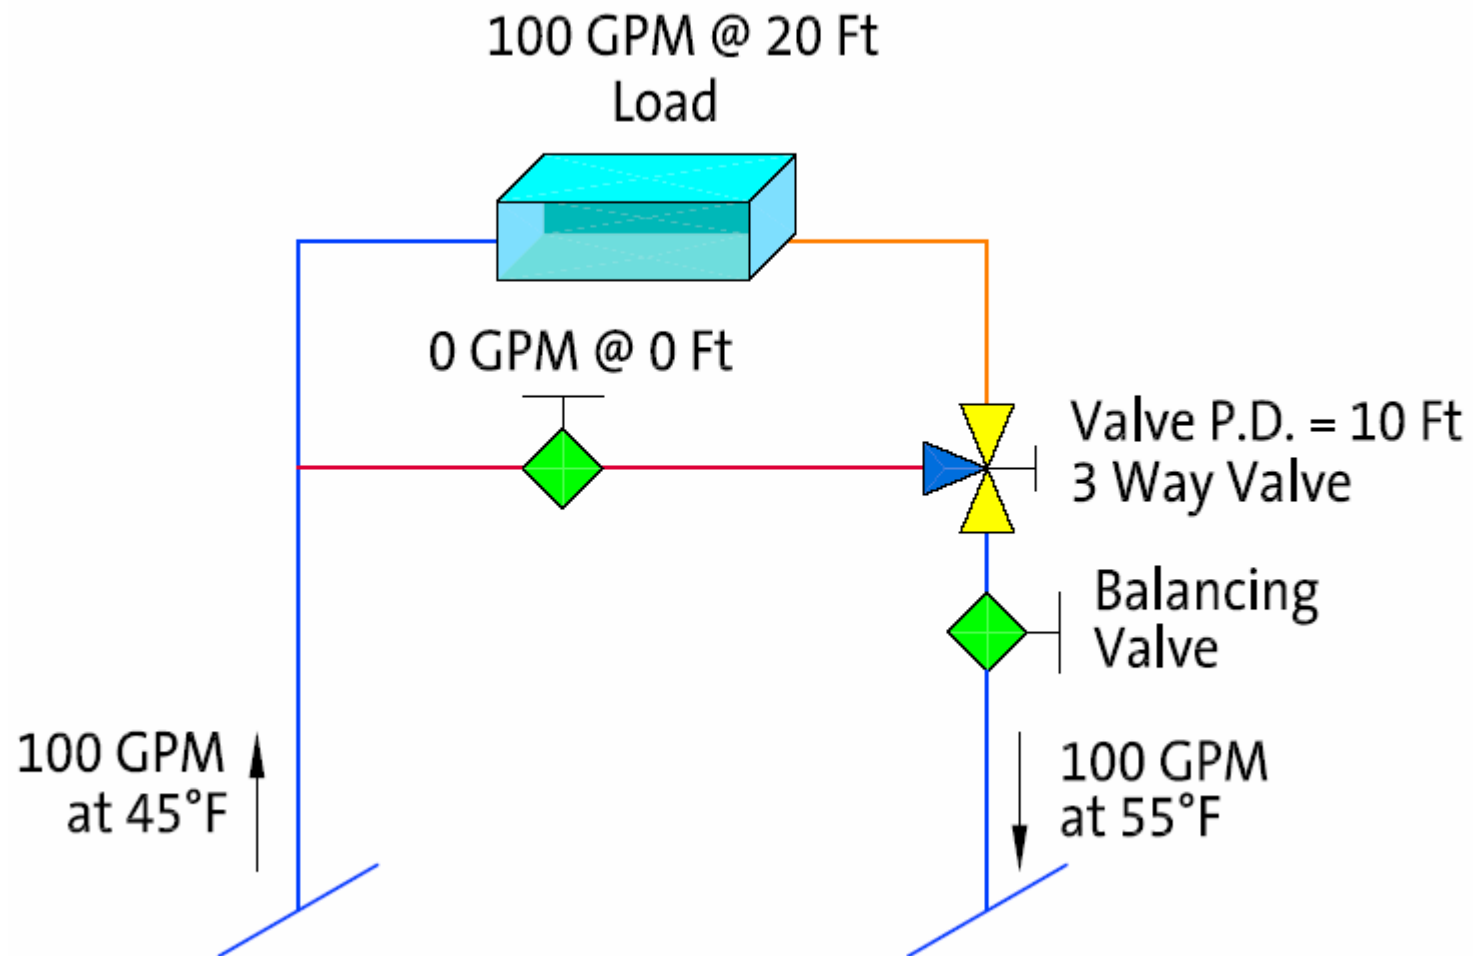 100 GPM @ 20 Ft
Load
0 GPM @ 0 Ft
Valve P.D. = 10 Ft
3 Way Valve
Balancing
Valve
100 GPM
at 45°F
100 GPM
at 55°F